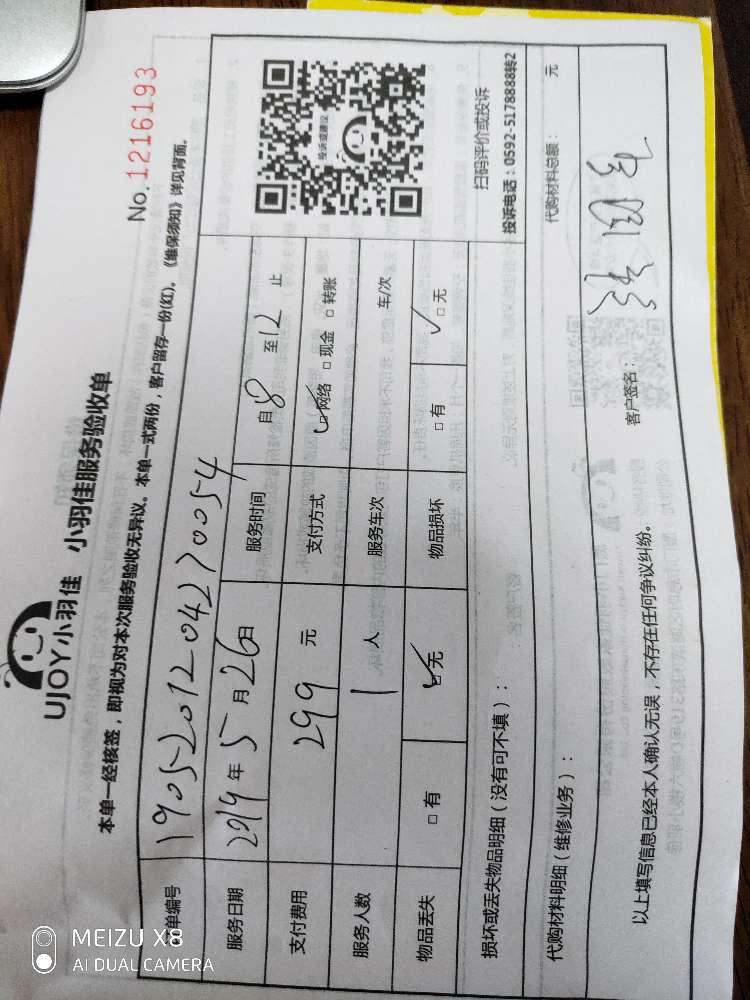 UJOY小羽佳 小羽佳服务验收单
No.1216193
本单一经核签，即视为对本次服务验收无异议。本单一式两份，客户留存一份(红)。《维保须知》详见背面。
单编号 1905201204270054
服务日期 2019年5月26日 服务时间 自8至12止
支付费用 299元 支付方式 网络 □现金 □转账
服务人数 1人 服务车次 车/次
物品丢失 □有 □无 物品损坏 □有 □无
投诉或建议
扫码评价或投诉
投诉电话：0592-5178888转2
损坏或丢失物品明细（没有可不填）：
代购材料明细（维修业务）： 代购材料总额： 元
以上填写信息已经本人确认无误，不存在任何争议纠纷。 客户签名：
MEIZU X8
AI DUAL CAMERA